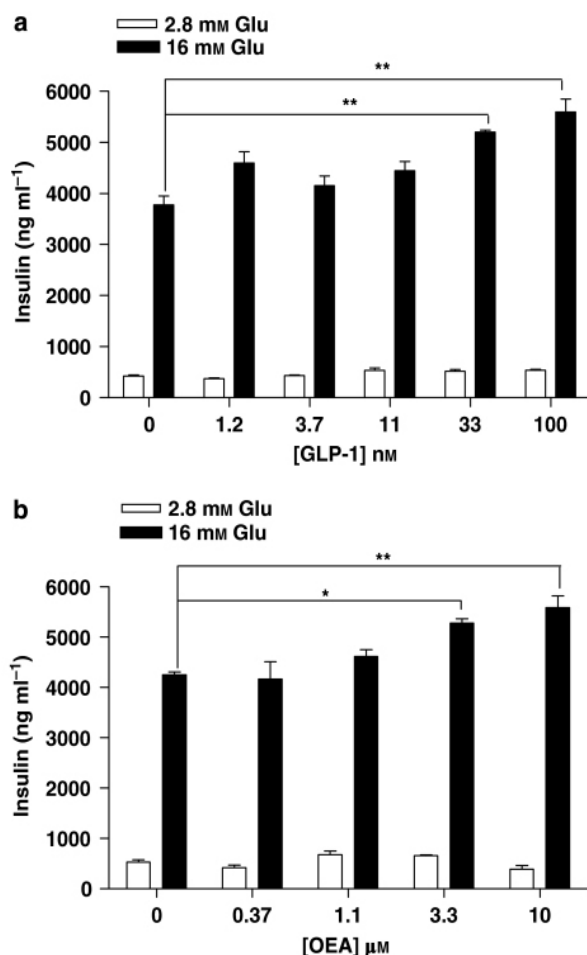 a
2.8 mM Glu
16 mM Glu
**
**
6000
5000
4000
3000
2000
1000
0
Insulin (ng ml⁻¹)
0 1.2 3.7 11 33 100
[GLP-1] nM
b
2.8 mM Glu
16 mM Glu
**
*
6000
5000
4000
3000
2000
1000
0
Insulin (ng ml⁻¹)
0 0.37 1.1 3.3 10
[OEA] μM